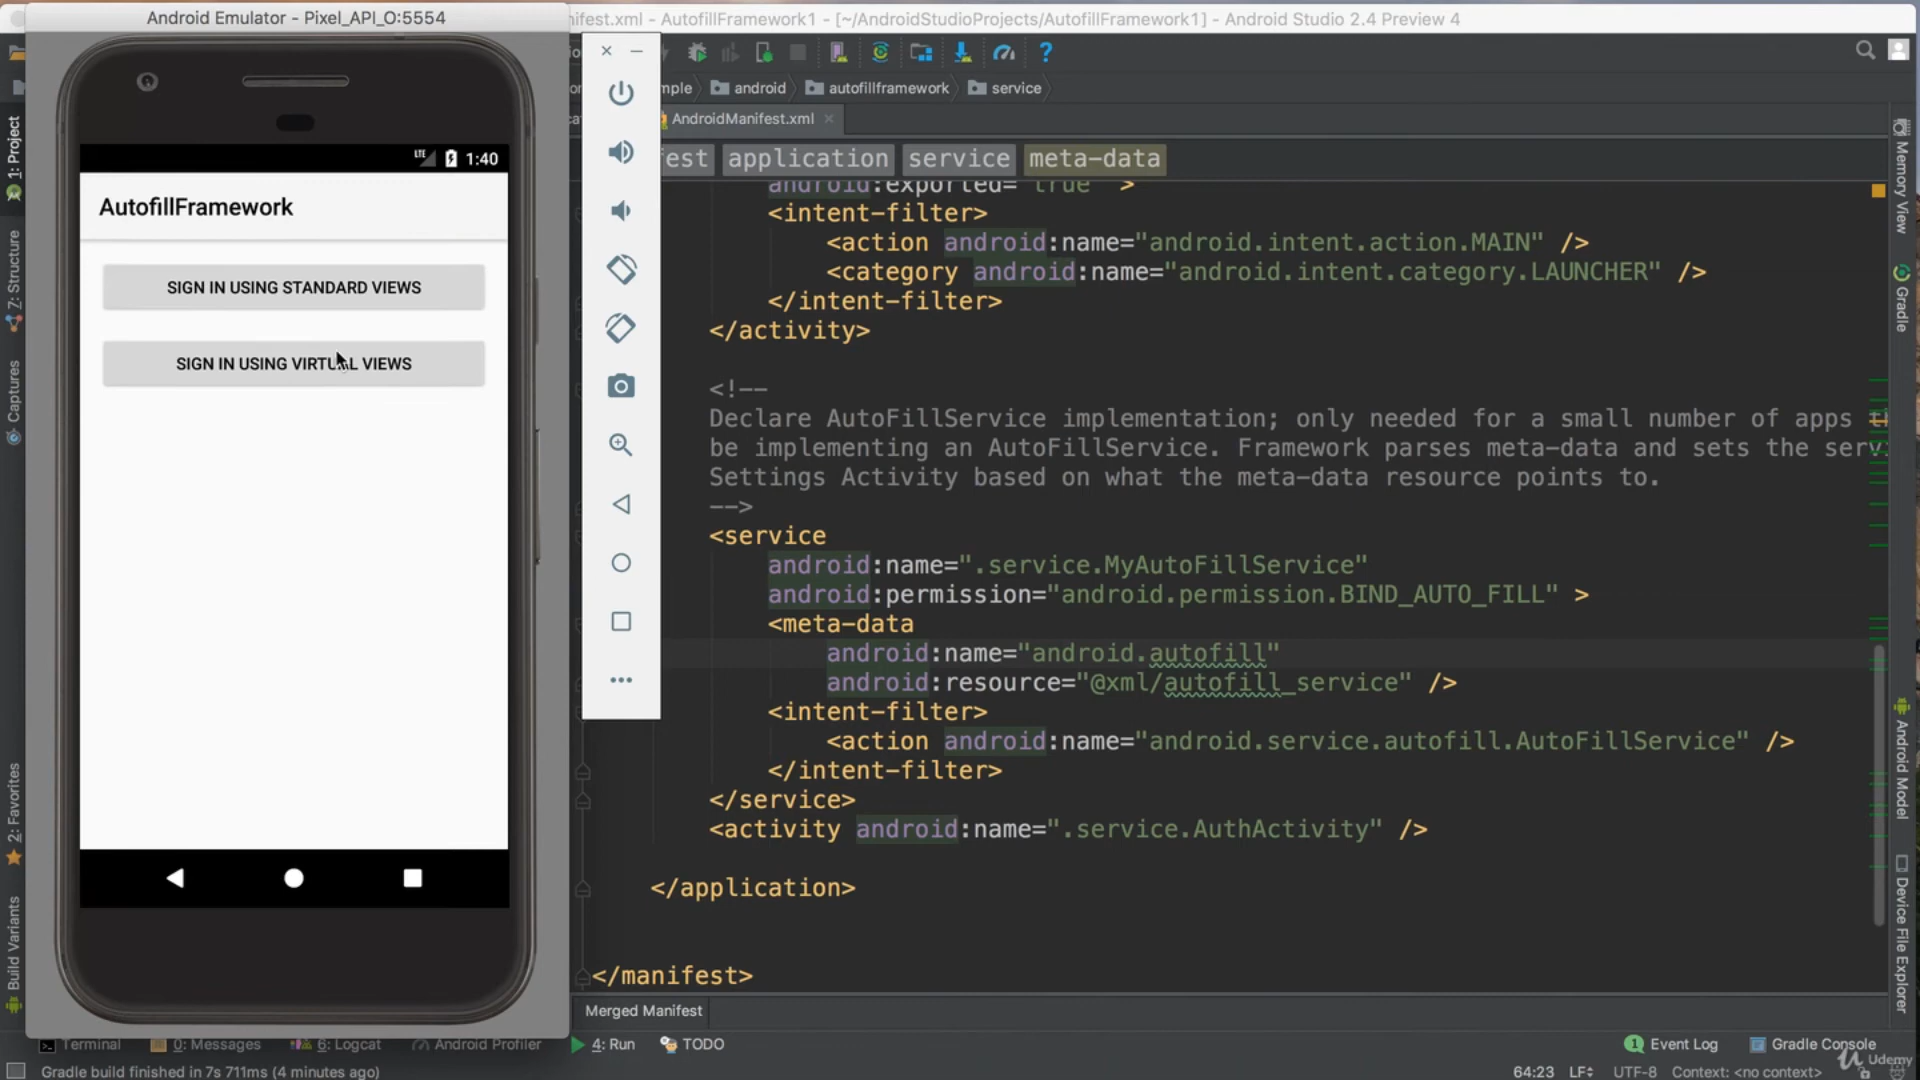 Android Emulator - Pixel_API_O:5554
nifest.xml - AutofillFramework1 - [~/AndroidStudioProjects/AutofillFramework1] - Android Studio 2.4 Preview 4
mple
android
autofillframework
service
AndroidManifest.xml
est
application
service
meta-data
1: Project
Z: Structure
Captures
2: Favorites
Build Variants
LTE
1:40
AutofillFramework
SIGN IN USING STANDARD VIEWS
SIGN IN USING VIRTUAL VIEWS
android:exported="true" >
<intent-filter>
<action android:name="android.intent.action.MAIN" />
<category android:name="android.intent.category.LAUNCHER" />
</intent-filter>
</activity>
<!--
Declare AutoFillService implementation; only needed for a small number of apps
be implementing an AutoFillService. Framework parses meta-data and sets the serv
Settings Activity based on what the meta-data resource points to.
-->
<service
android:name=".service.MyAutoFillService"
android:permission="android.permission.BIND_AUTO_FILL" >
<meta-data
android:name="android.autofill"
android:resource="@xml/autofill_service" />
<intent-filter>
<action android:name="android.service.autofill.AutoFillService" />
</intent-filter>
</service>
<activity android:name=".service.AuthActivity" />
</application>
</manifest>
Merged Manifest
Memory View
Gradle
Android Model
Device File Explorer
Terminal
0: Messages
6: Logcat
Android Profiler
4: Run
TODO
1
Event Log
Gradle Console
Gradle build finished in 7s 711ms (4 minutes ago)
64:23
LF
UTF-8
Context: <no context>
Udemy